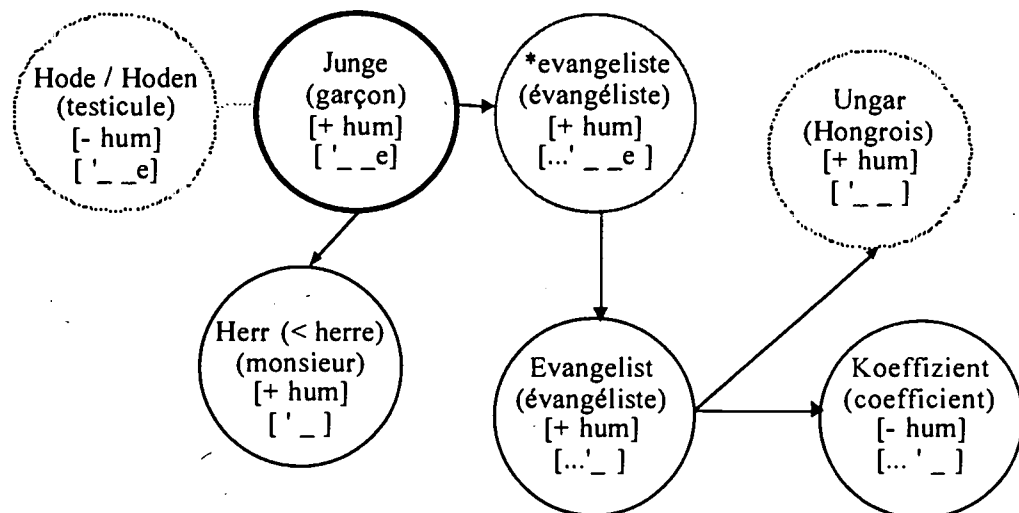 Hode / Hoden
(testicule)
[- hum]
[ '_ _e]
Junge
(garçon)
[+ hum]
[ '_ _e]
*evangeliste
(évangéliste)
[+ hum]
[...' _ _e ]
Ungar
(Hongrois)
[+ hum]
[ '_ _ ]
Herr (< herre)
(monsieur)
[+ hum]
[ ' _ ]
Evangelist
(évangéliste)
[+ hum]
[...'_ ]
Koeffizient
(coefficient)
[- hum]
[... ' _ ]